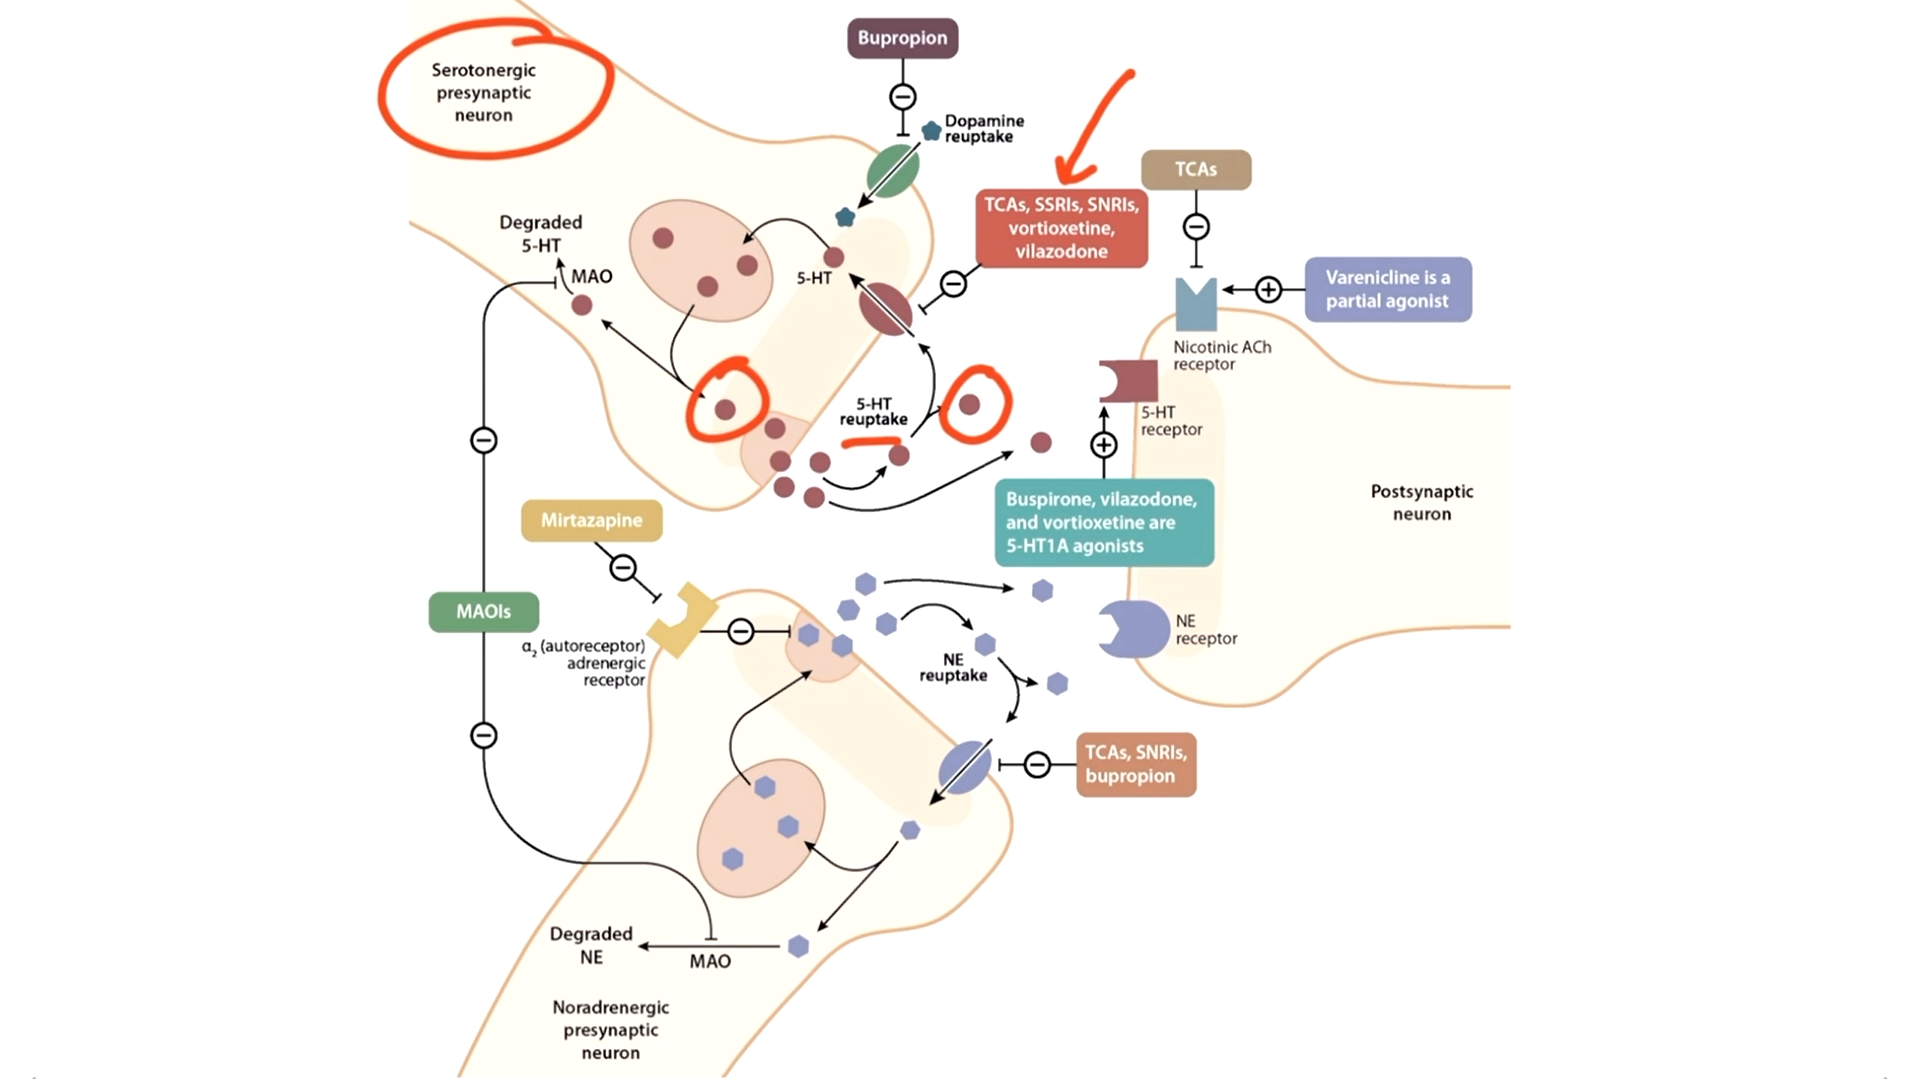 Bupropion
Serotonergic
presynaptic
neuron
Dopamine
reuptake
TCAs
TCAs, SSRIs, SNRIs,
vortioxetine,
vilazodone
Degraded
5-HT
MAO
5-HT
Varenicline is a
partial agonist
Nicotinic ACh
receptor
5-HT
reuptake
5-HT
receptor
Buspirone, vilazodone,
and vortioxetine are
5-HT1A agonists
Postsynaptic
neuron
Mirtazapine
MAOIs
α₂ (autoreceptor)
adrenergic
receptor
NE
reuptake
NE
receptor
TCAs, SNRIs,
bupropion
Degraded
NE
MAO
Noradrenergic
presynaptic
neuron